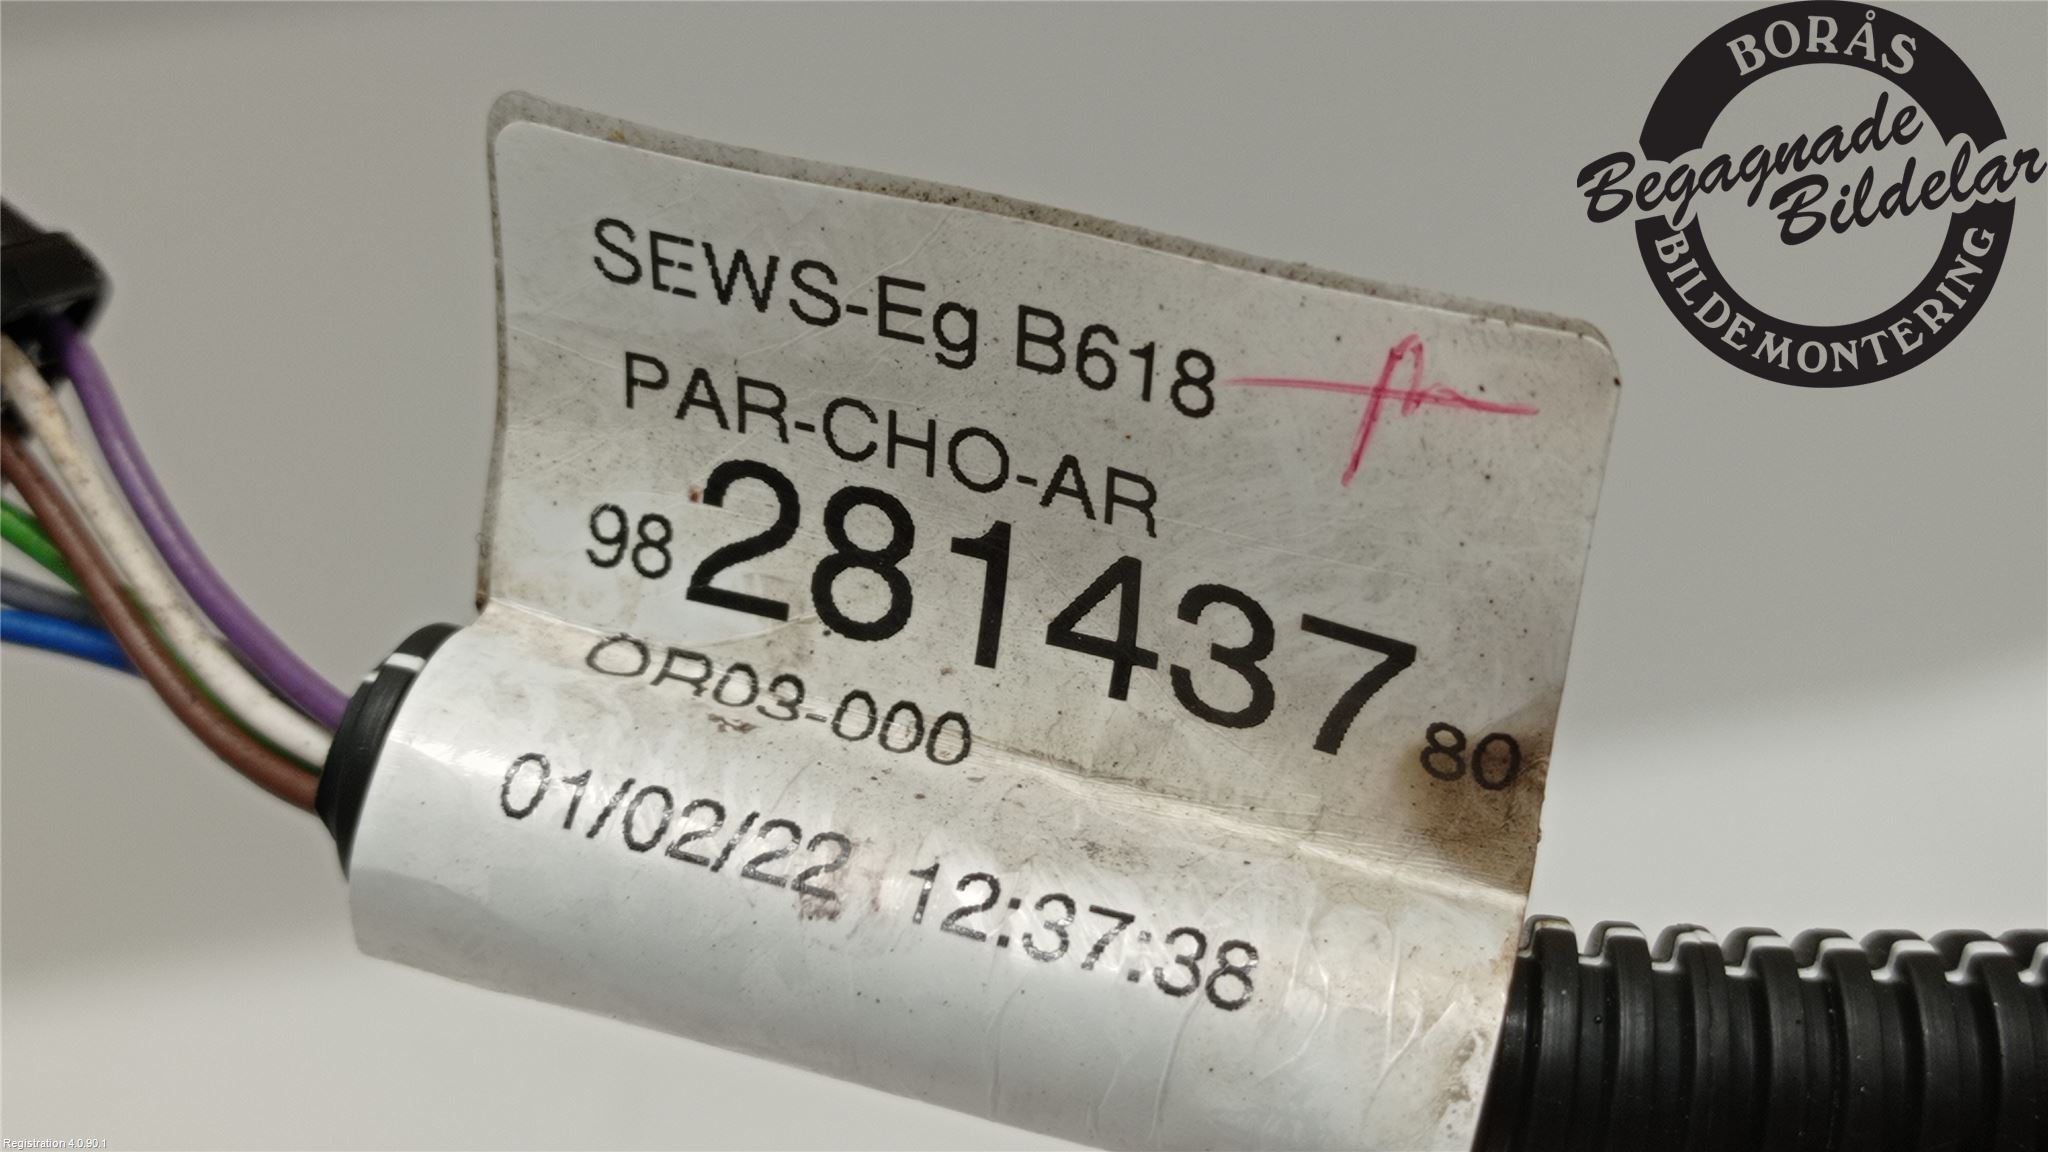 SEWS-Eg B618
PAR-CHO-AR
98 281437 80
OR03-000
01/02/22 12:37:38
BORÅS
Begagnade
Bildelar
BILDEMONTERING
Registration 4.0.90.1